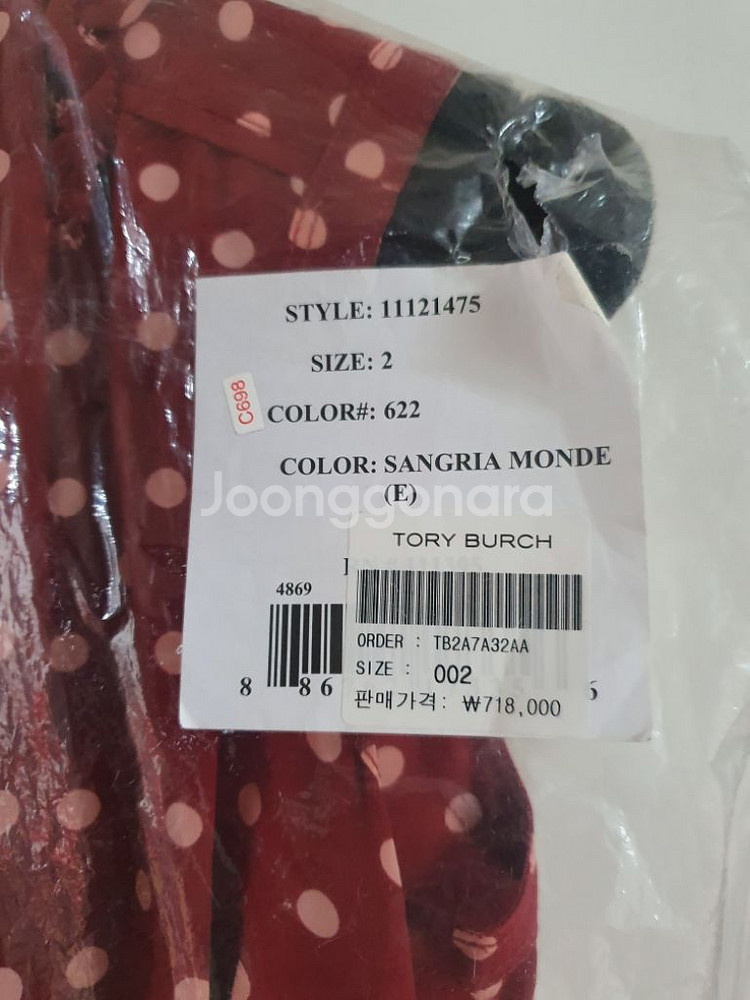 STYLE: 11121475
SIZE: 2
C698
COLOR#: 622
COLOR: SANGRIA MONDE
(E)
Joonggonara
TORY BURCH
4869
ORDER : TB2A7A32AA
SIZE : 002
8 86 6
판매가격: ₩718,000